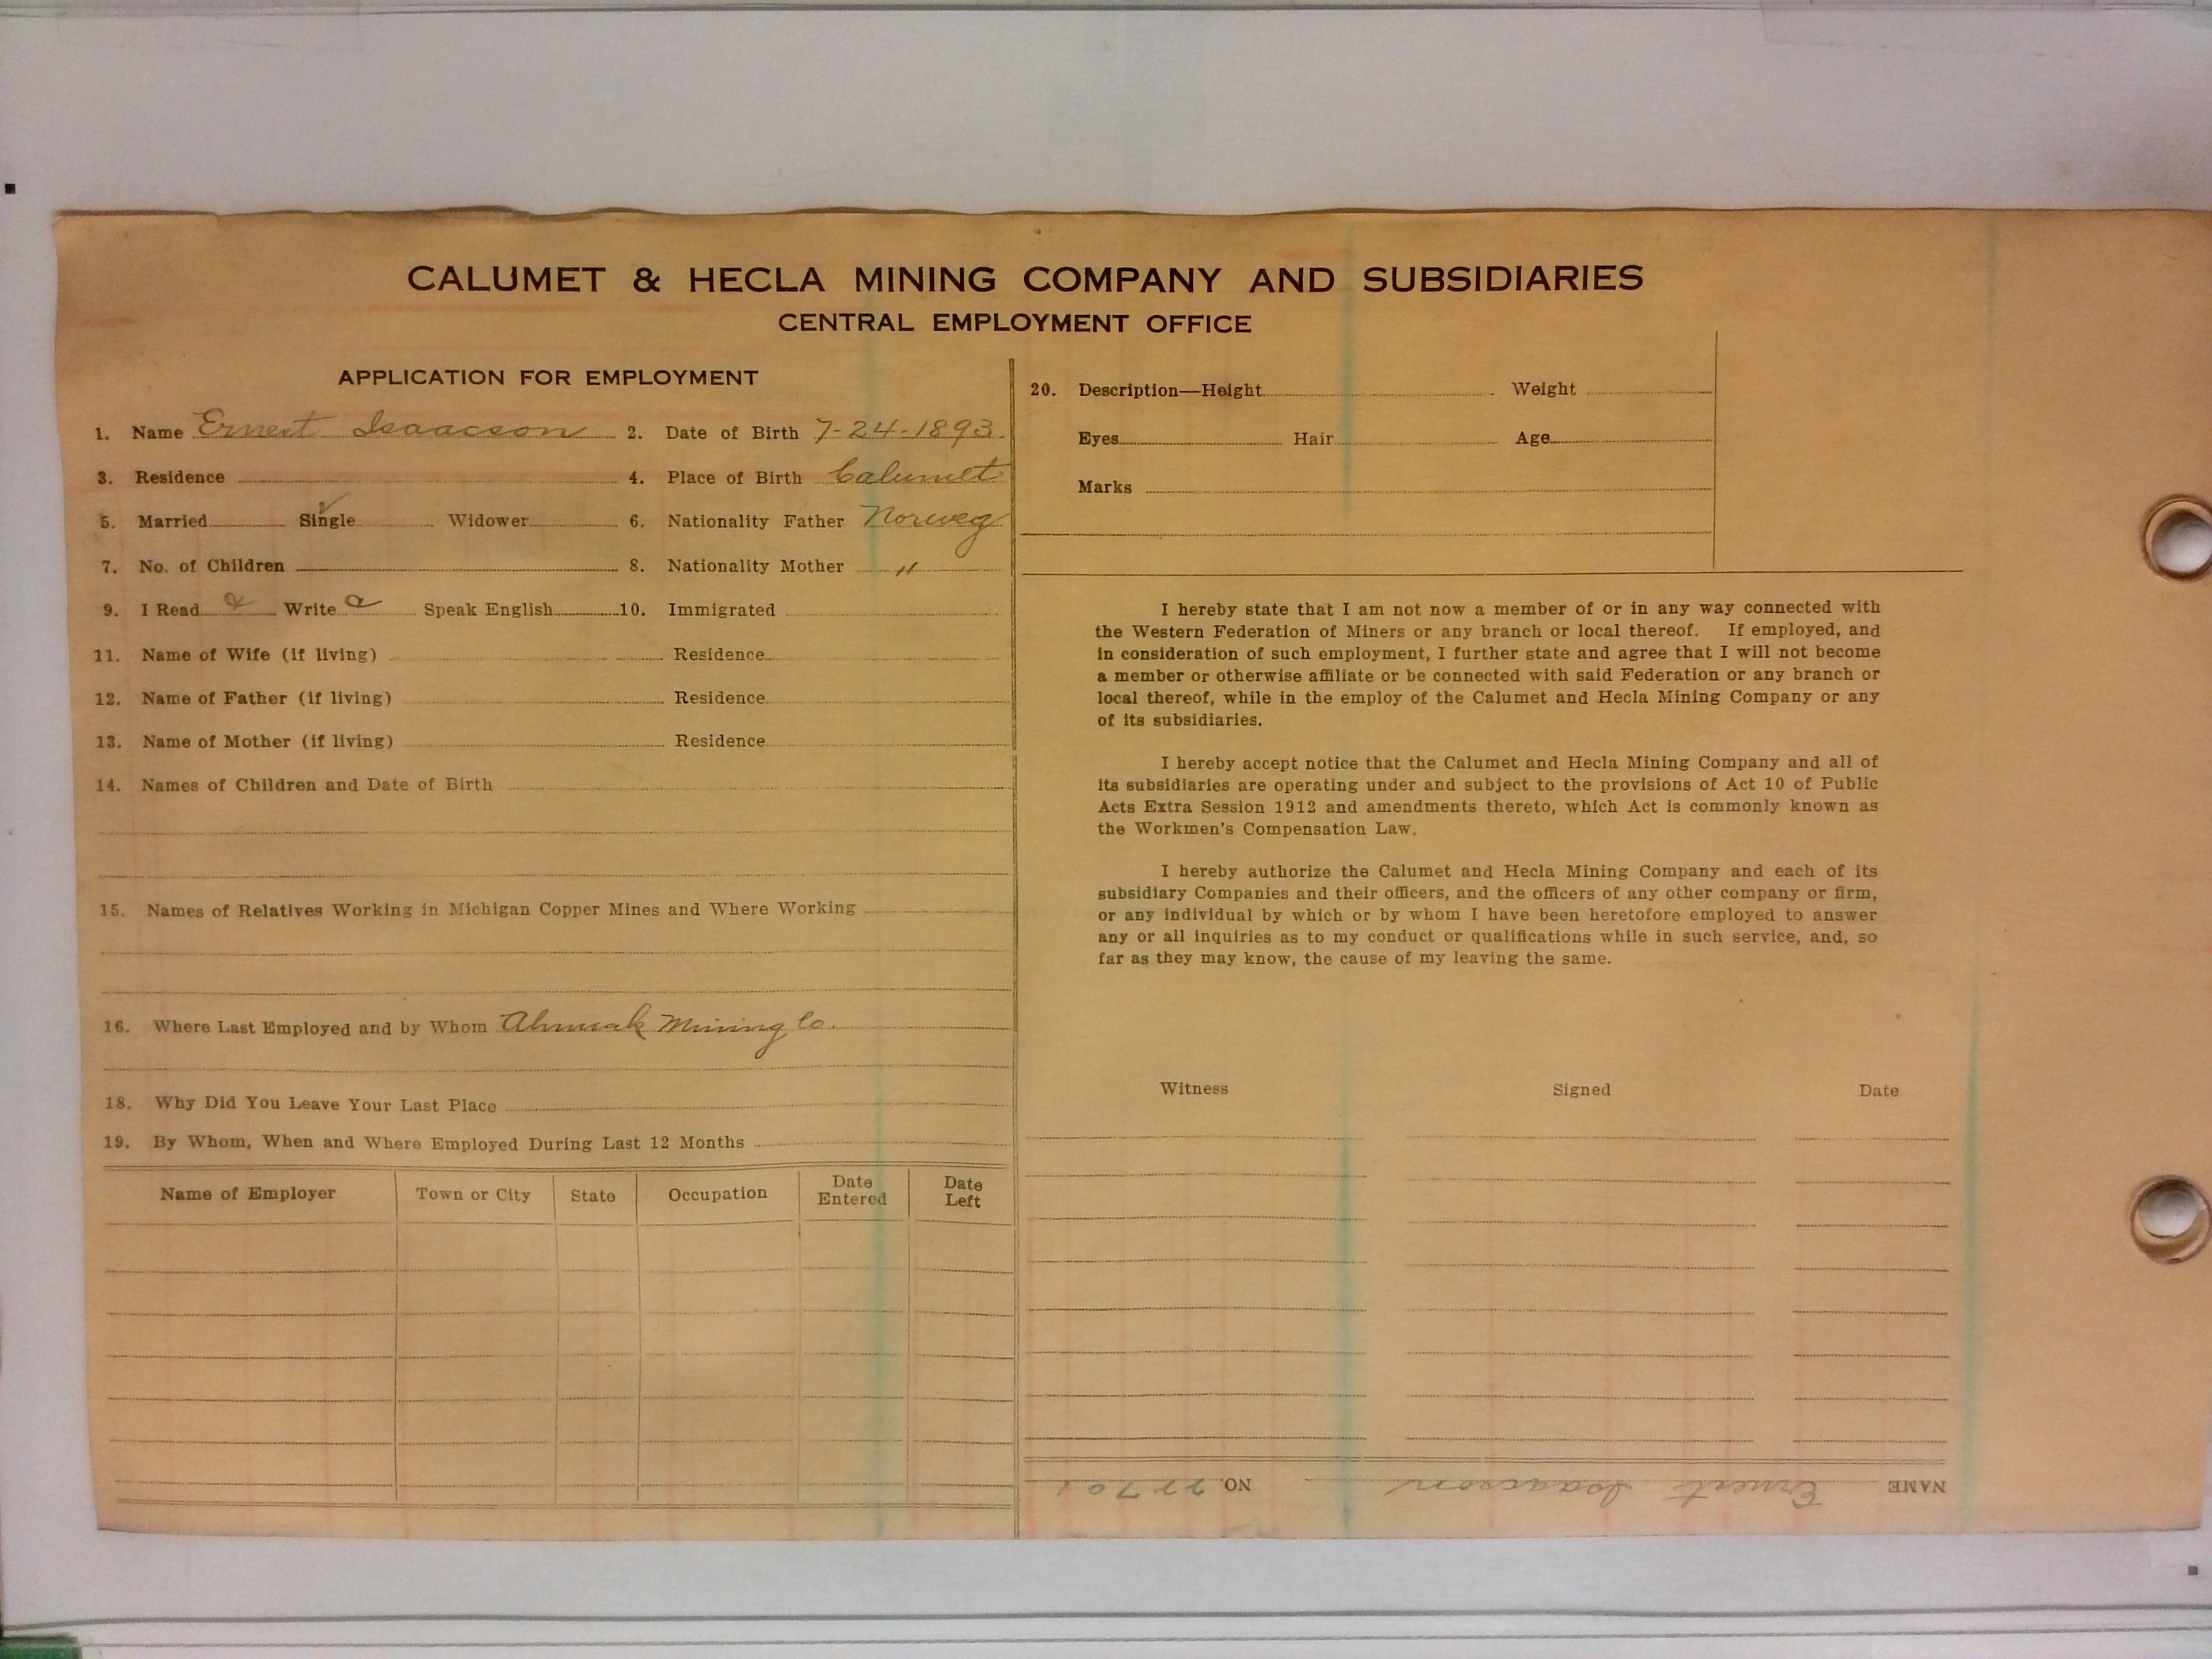 CALUMET & HECLA MINING COMPANY AND SUBSIDIARIES
CENTRAL EMPLOYMENT OFFICE
APPLICATION FOR EMPLOYMENT
1. Name Ernest Isaacson 2. Date of Birth 7-24-1893
3. Residence 4. Place of Birth Calumet
5. Married Single ✓ Widower 6. Nationality Father Norweg
7. No. of Children 8. Nationality Mother "
9. I Read Write Speak English 10. Immigrated
11. Name of Wife (if living) Residence
12. Name of Father (if living) Residence
13. Name of Mother (if living) Residence
14. Names of Children and Date of Birth
15. Names of Relatives Working in Michigan Copper Mines and Where Working
16. Where Last Employed and by Whom Ahmeak Mining Co.
18. Why Did You Leave Your Last Place
19. By Whom, When and Where Employed During Last 12 Months
Name of Employer Town or City State Occupation Date Entered Date Left
20. Description—Height Weight
Eyes Hair Age
Marks
I hereby state that I am not now a member of or in any way connected with
the Western Federation of Miners or any branch or local thereof. If employed, and
in consideration of such employment, I further state and agree that I will not become
a member or otherwise affiliate or be connected with said Federation or any branch or
local thereof, while in the employ of the Calumet and Hecla Mining Company or any
of its subsidiaries.
I hereby accept notice that the Calumet and Hecla Mining Company and all of
its subsidiaries are operating under and subject to the provisions of Act 10 of Public
Acts Extra Session 1912 and amendments thereto, which Act is commonly known as
the Workmen's Compensation Law.
I hereby authorize the Calumet and Hecla Mining Company and each of its
subsidiary Companies and their officers, and the officers of any other company or firm,
or any individual by which or by whom I have been heretofore employed to answer
any or all inquiries as to my conduct or qualifications while in such service, and, so
far as they may know, the cause of my leaving the same.
Witness Signed Date
NAME Ernest Isaacson NO. 22701